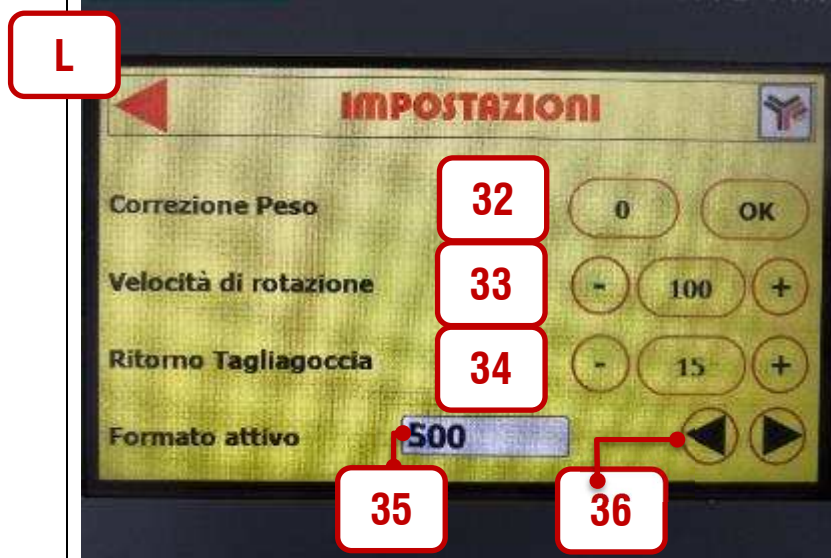 L
IMPOSTAZIONI
Correzione Peso 32 0 OK
Velocità di rotazione 33 - 100 +
Ritorno Tagliagoccia 34 - 15 +
Formato attivo 500
35 36